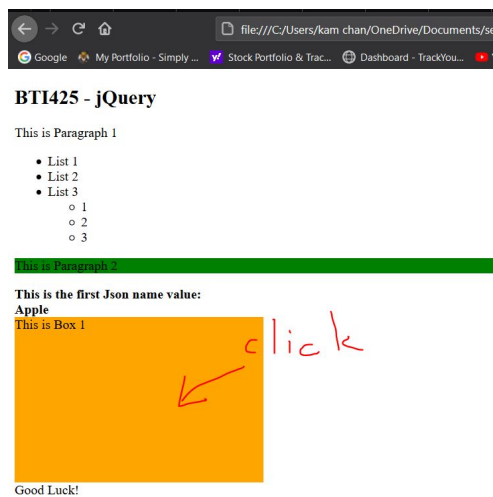 file:///C:/Users/kam chan/OneDrive/Documents/se
Google My Portfolio - Simply ... Stock Portfolio & Trac... Dashboard - TrackYou...
BTI425 - jQuery
This is Paragraph 1
• List 1
• List 2
• List 3
○ 1
○ 2
○ 3
This is Paragraph 2
This is the first Json name value:
Apple
This is Box 1
click
Good Luck!